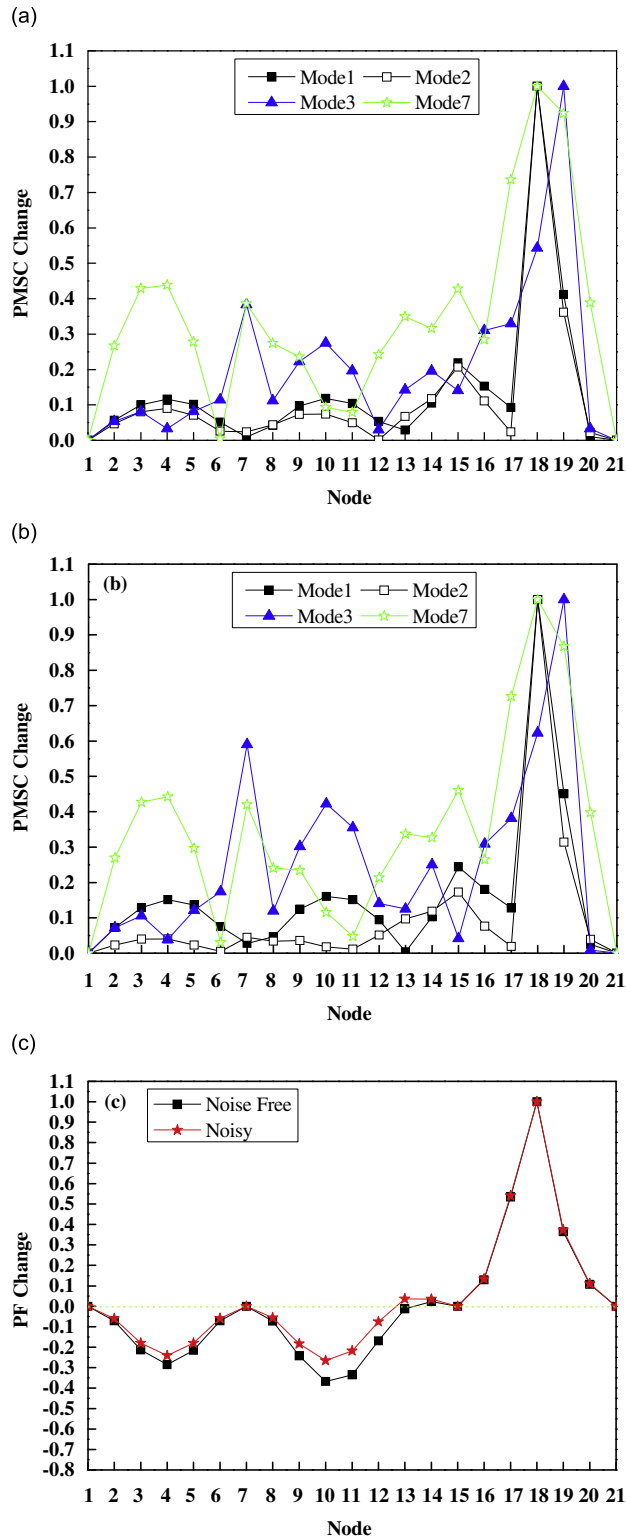 (a)
Mode1 Mode2
Mode3 Mode7
PMSC Change
1.1
1.0
0.9
0.8
0.7
0.6
0.5
0.4
0.3
0.2
0.1
0.0
1 2 3 4 5 6 7 8 9 10 11 12 13 14 15 16 17 18 19 20 21
Node
(b)
(b)
Mode1 Mode2
Mode3 Mode7
PMSC Change
1.1
1.0
0.9
0.8
0.7
0.6
0.5
0.4
0.3
0.2
0.1
0.0
1 2 3 4 5 6 7 8 9 10 11 12 13 14 15 16 17 18 19 20 21
Node
(c)
(c)
Noise Free
Noisy
PF Change
1.1
1.0
0.9
0.8
0.7
0.6
0.5
0.4
0.3
0.2
0.1
0.0
-0.1
-0.2
-0.3
-0.4
-0.5
-0.6
-0.7
-0.8
1 2 3 4 5 6 7 8 9 10 11 12 13 14 15 16 17 18 19 20 21
Node